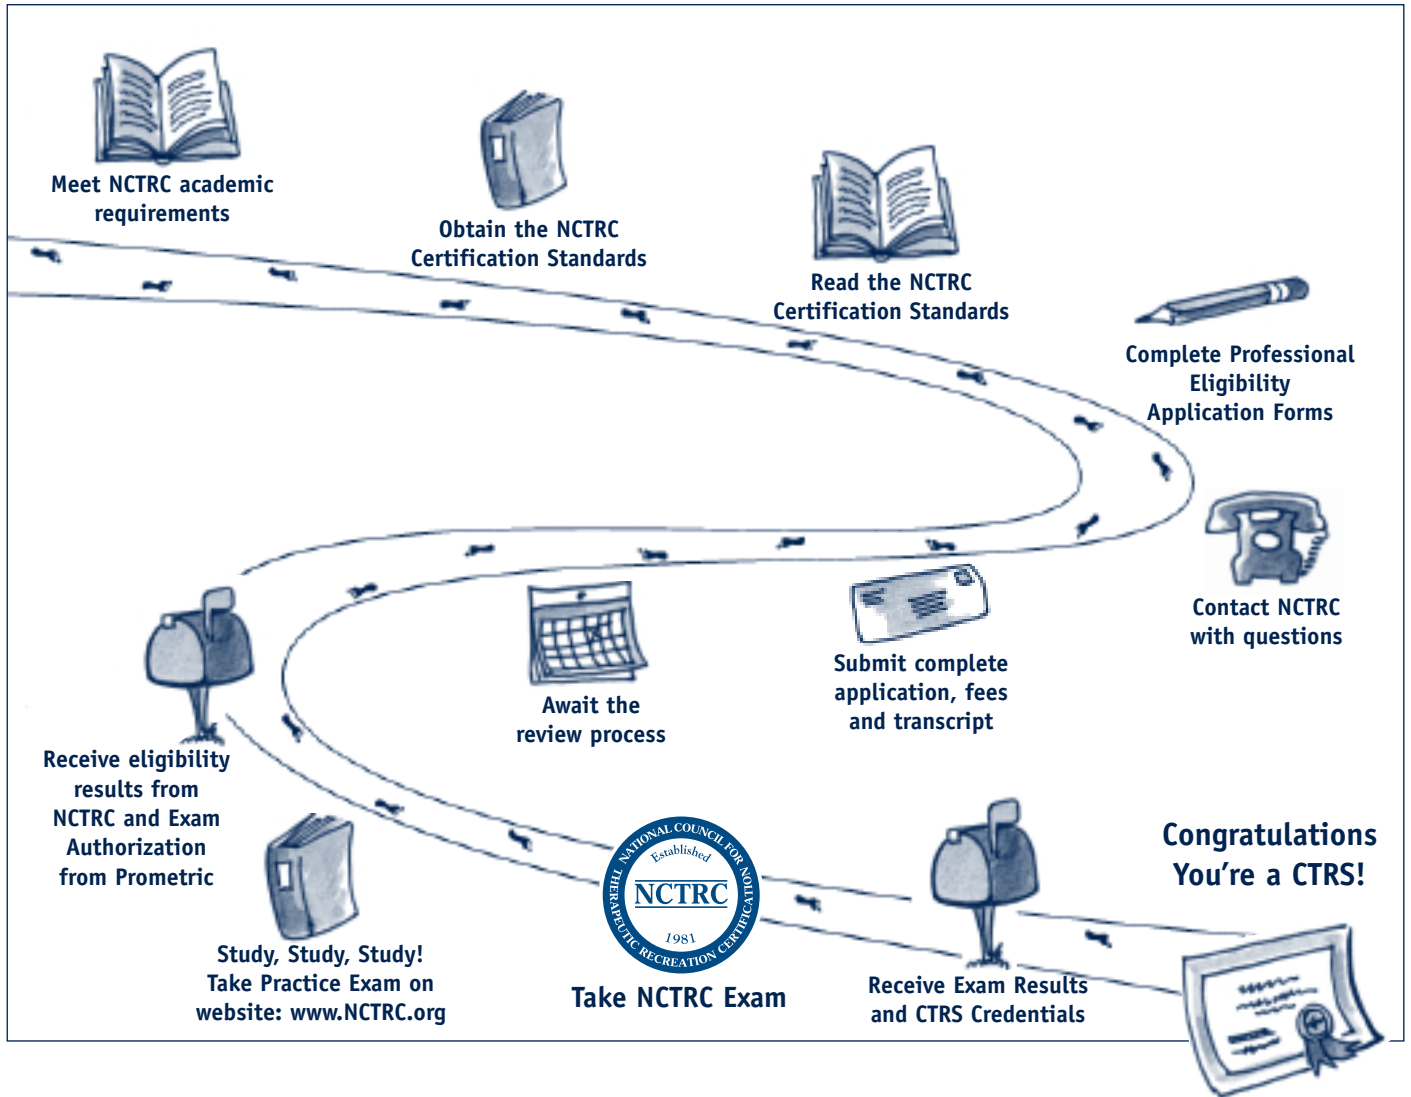 Meet NCTRC academic
requirements
Obtain the NCTRC
Certification Standards
Read the NCTRC
Certification Standards
Complete Professional
Eligibility
Application Forms
Contact NCTRC
with questions
Submit complete
application, fees
and transcript
Await the
review process
Receive eligibility
results from
NCTRC and Exam
Authorization
from Prometric
Study, Study, Study!
Take Practice Exam on
website: www.NCTRC.org
NATIONAL COUNCIL FOR
THERAPEUTIC RECREATION CERTIFICATION
Established
NCTRC
1981
Take NCTRC Exam
Receive Exam Results
and CTRS Credentials
Congratulations
You're a CTRS!